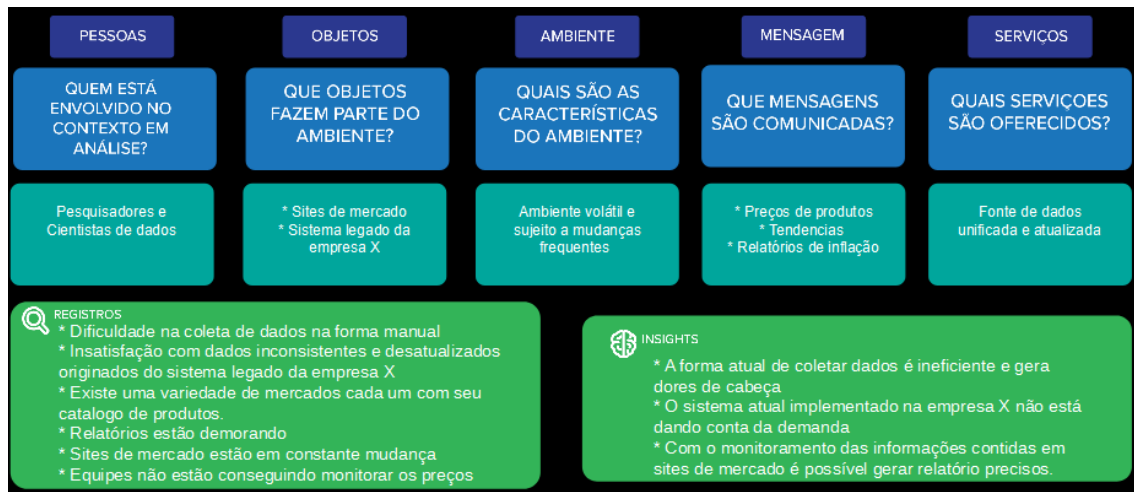 PESSOAS
OBJETOS
AMBIENTE
MENSAGEM
SERVIÇOS
QUEM ESTÁ
ENVOLVIDO NO
CONTEXTO EM
ANÁLISE?
QUE OBJETOS
FAZEM PARTE DO
AMBIENTE?
QUAIS SÃO AS
CARACTERÍSTICAS
DO AMBIENTE?
QUE MENSAGENS
SÃO COMUNICADAS?
QUAIS SERVIÇOES
SÃO OFERECIDOS?
Pesquisadores e
Cientistas de dados
* Sites de mercado
* Sistema legado da
empresa X
Ambiente volátil e
sujeito a mudanças
frequentes
* Preços de produtos
* Tendencias
* Relatórios de inflação
Fonte de dados
unificada e atualizada
REGISTROS
* Dificuldade na coleta de dados na forma manual
* Insatisfação com dados inconsistentes e desatualizados
originados do sistema legado da empresa X
* Existe uma variedade de mercados cada um com seu
catalogo de produtos.
* Relatórios estão demorando
* Sites de mercado estão em constante mudança
* Equipes não estão conseguindo monitorar os preços
INSIGHTS
* A forma atual de coletar dados é ineficiente e gera
dores de cabeça
* O sistema atual implementado na empresa X não está
dando conta da demanda
* Com o monitoramento das informações contidas em
sites de mercado é possível gerar relatório precisos.